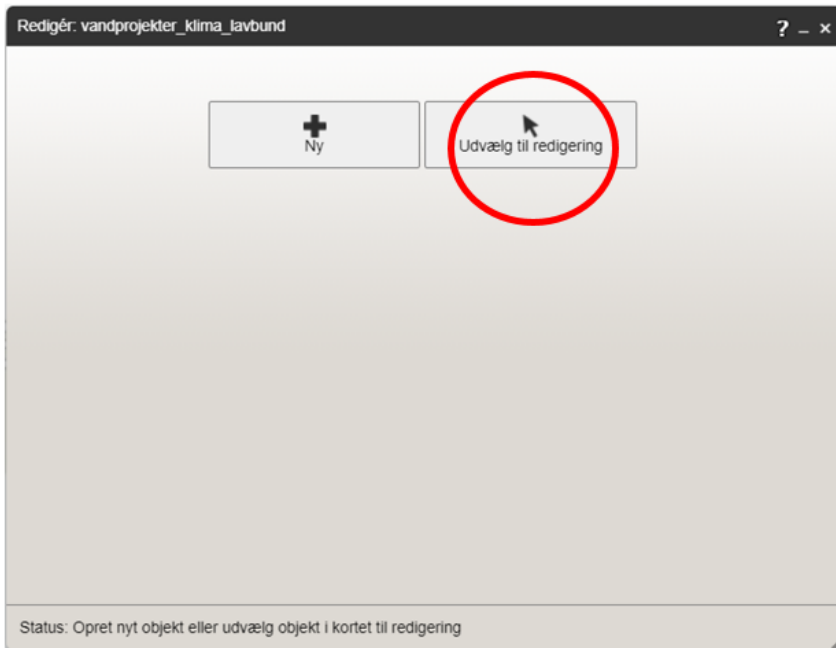 Redigér: vandprojekter_klima_lavbund
? _ ×
Ny
Udvælg til redigering
Status: Opret nyt objekt eller udvælg objekt i kortet til redigering